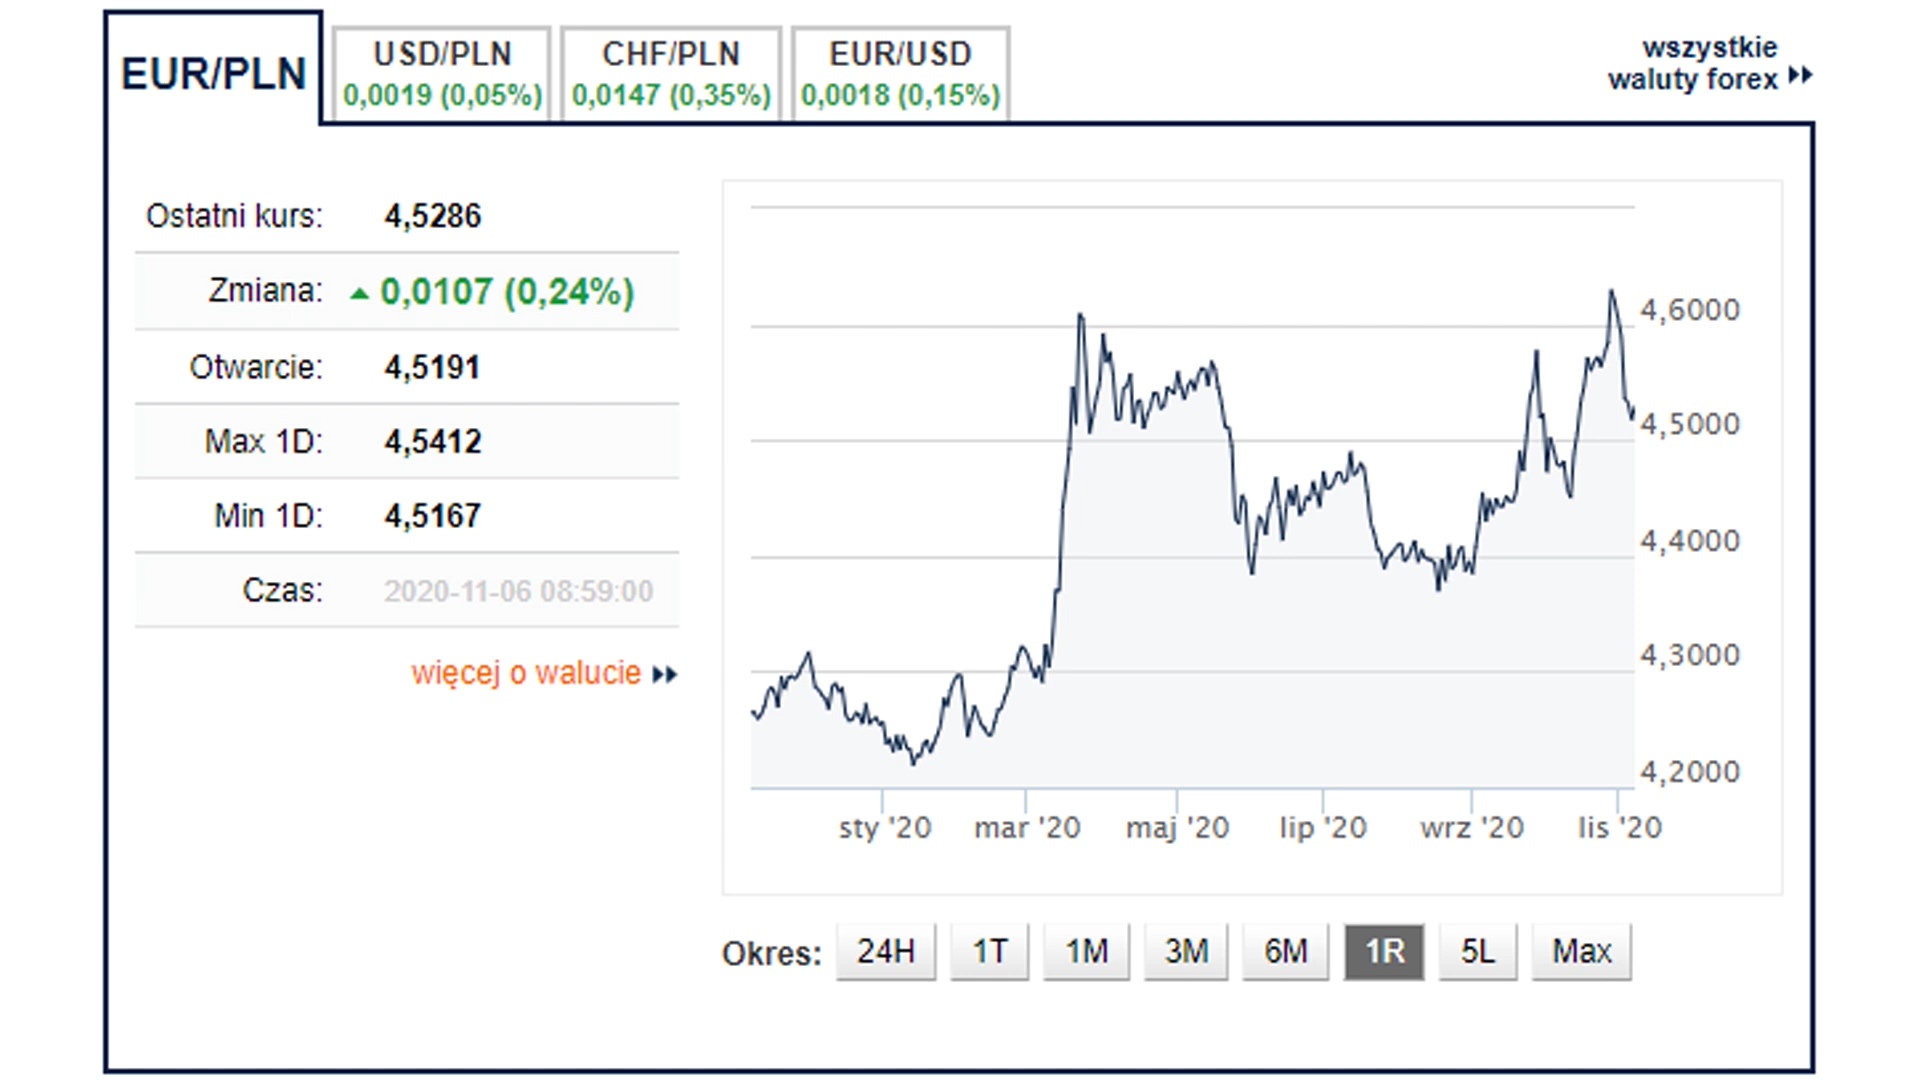 EUR/PLN
USD/PLN
0,0019 (0,05%)
CHF/PLN
0,0147 (0,35%)
EUR/USD
0,0018 (0,15%)
wszystkie
waluty forex
Ostatni kurs: 4,5286
Zmiana: 0,0107 (0,24%)
Otwarcie: 4,5191
Max 1D: 4,5412
Min 1D: 4,5167
Czas: 2020-11-06 08:59:00
więcej o walucie
4,6000
4,5000
4,4000
4,3000
4,2000
sty '20 mar '20 maj '20 lip '20 wrz '20 lis '20
Okres: 24H 1T 1M 3M 6M 1R 5L Max